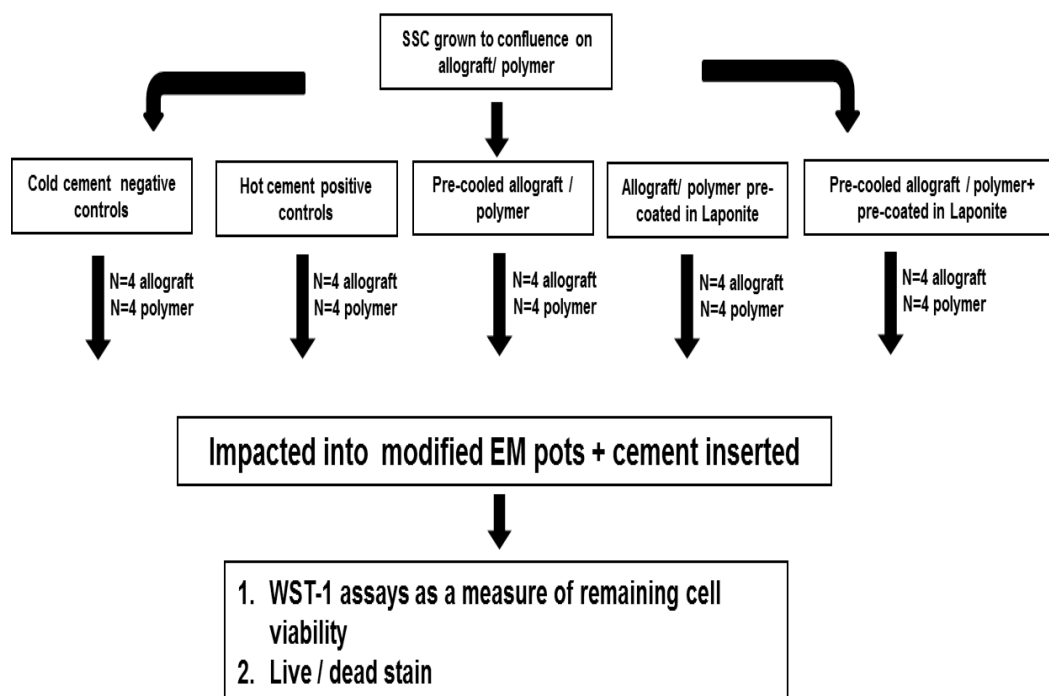 SSC grown to confluence on
allograft/ polymer
Cold cement negative
controls
Hot cement positive
controls
Pre-cooled allograft /
polymer
Allograft/ polymer pre-
coated in Laponite
Pre-cooled allograft / polymer+
pre-coated in Laponite
N=4 allograft
N=4 polymer
N=4 allograft
N=4 polymer
N=4 allograft
N=4 polymer
N=4 allograft
N=4 polymer
N=4 allograft
N=4 polymer
Impacted into modified EM pots + cement inserted
1. WST-1 assays as a measure of remaining cell
viability
2. Live / dead stain